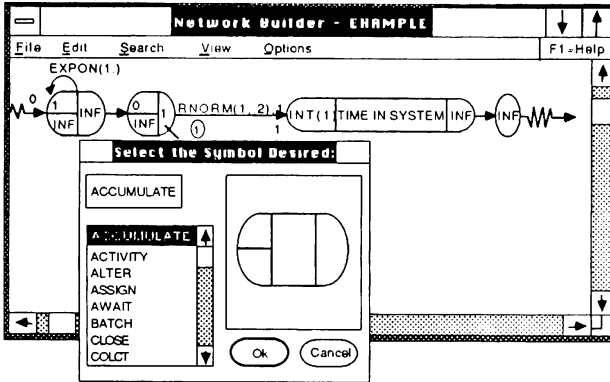 Network Builder - EXAMPLE
File Edit Search View Options F1=Help
EXPON(1.)
0 1 INF INF 0 INF 1 RNORM(1,.2) 1 INT(1) TIME IN SYSTEM INF INF
1 1
Select the Symbol Desired:
ACCUMULATE
ACCUMULATE
ACTIVITY
ALTER
ASSIGN
AWAIT
BATCH
CLOSE
COLCT
Ok Cancel